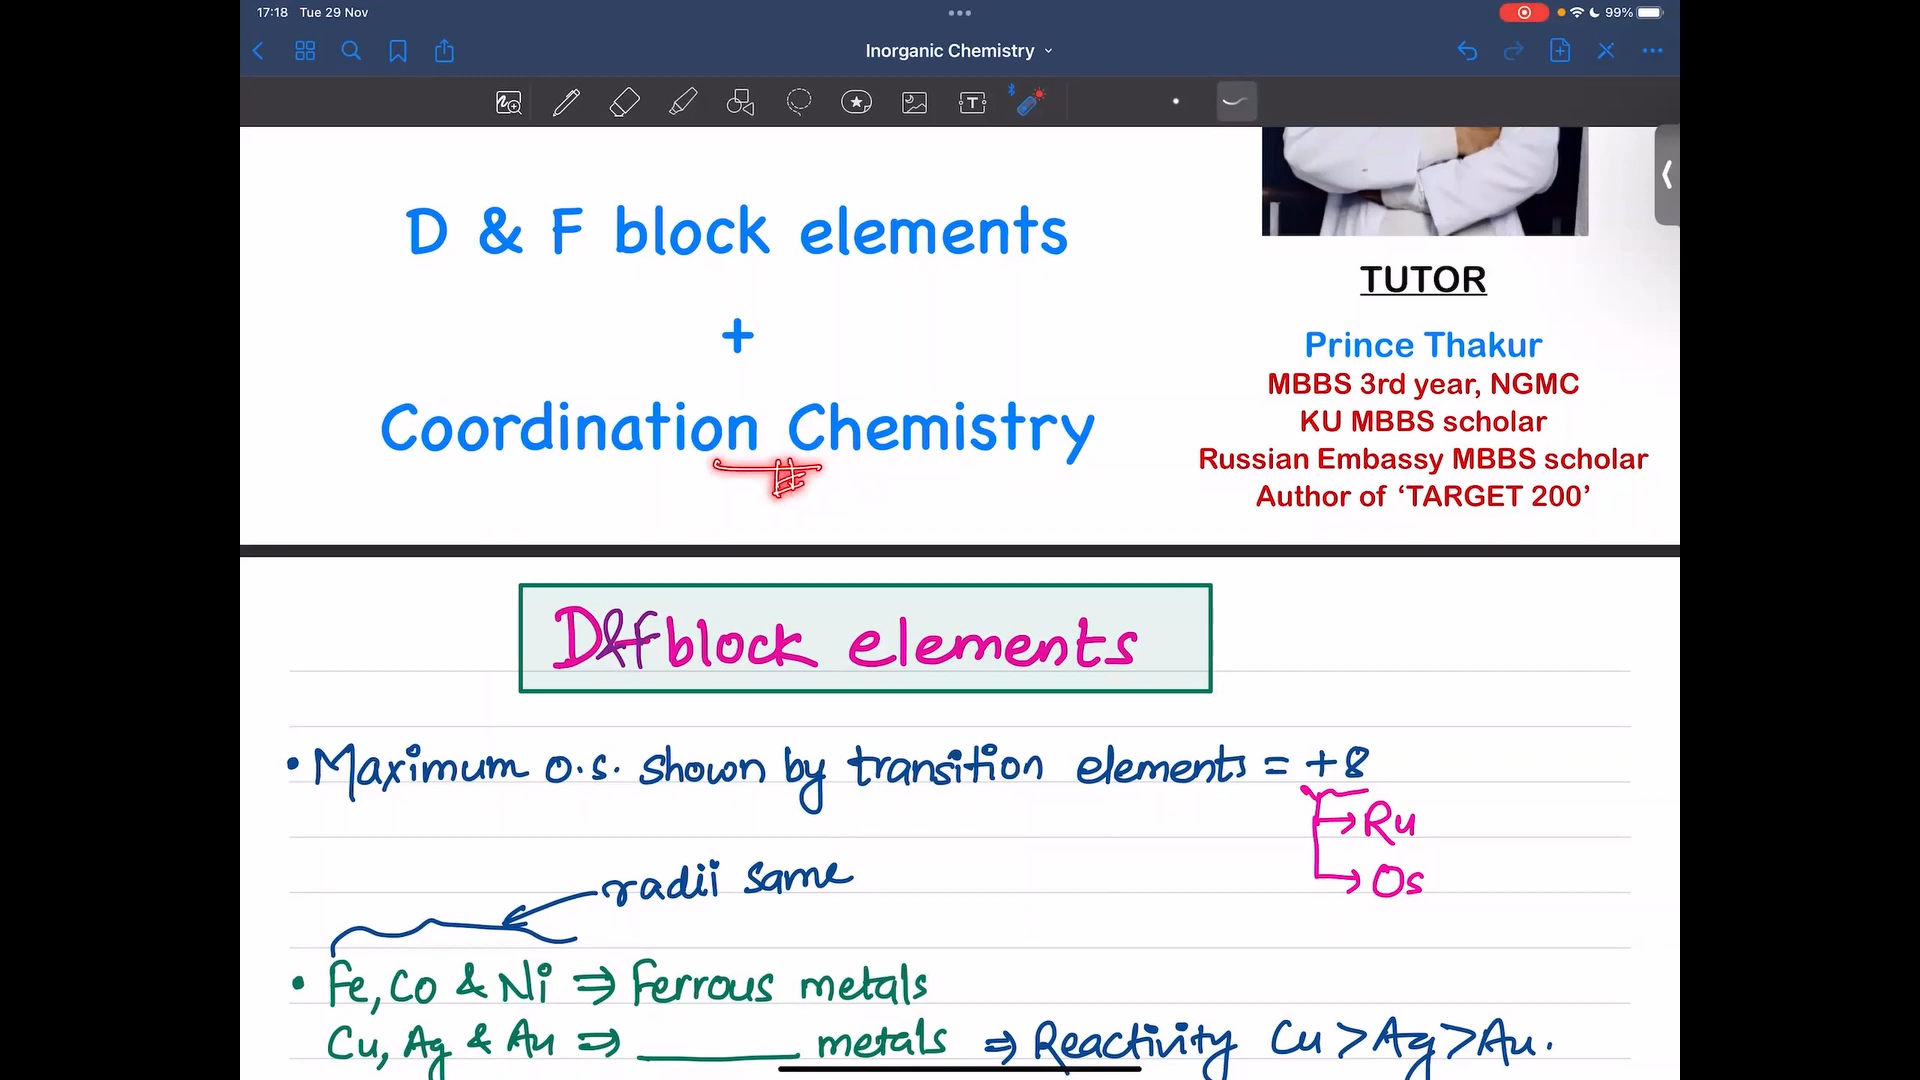 17:18 Tue 29 Nov
99%
Inorganic Chemistry
T
D & F block elements
+
Coordination Chemistry
TUTOR
Prince Thakur
MBBS 3rd year, NGMC
KU MBBS scholar
Russian Embassy MBBS scholar
Author of ‘TARGET 200’
D&f block elements
• Maximum o.s. shown by transition elements = +8
→ Ru
→ Os
radii same
• Fe, Co & Ni ⇒ Ferrous metals
Cu, Ag & Au ⇒ ________ metals ⇒ Reactivity Cu > Ag > Au.